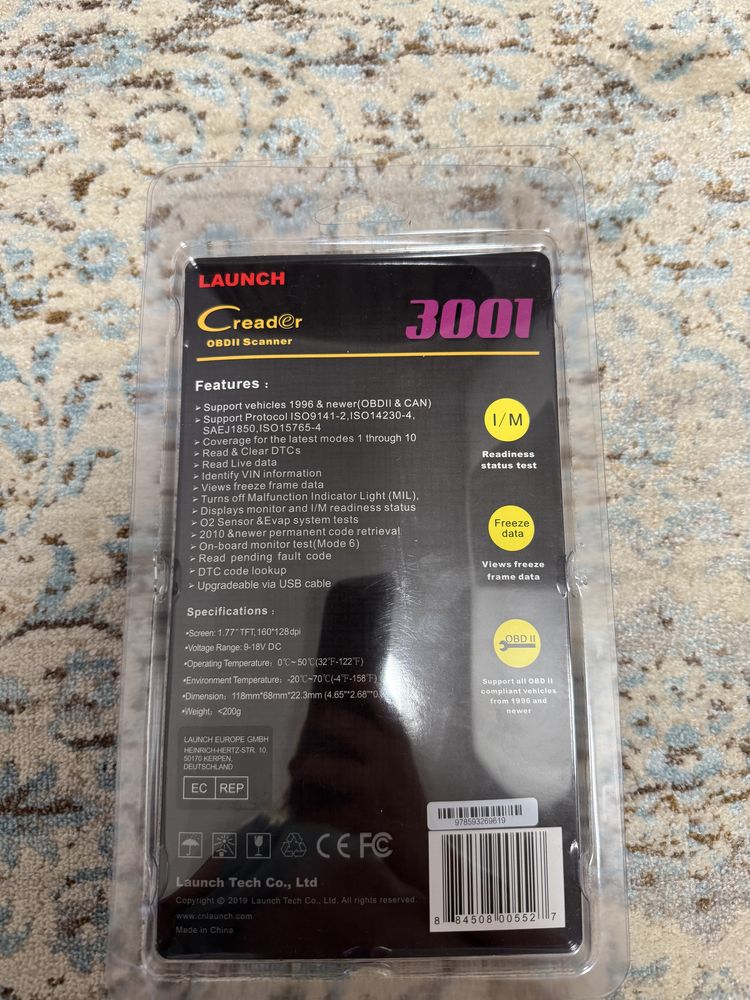 LAUNCH
Creader
3001
OBDII Scanner
Features :
➢ Support vehicles 1996 & newer(OBDII & CAN)
➢ Support Protocol ISO9141-2,ISO14230-4,
SAEJ1850,ISO15765-4
➢ Coverage for the latest modes 1 through 10
➢ Read & Clear DTCs
➢ Read Live data
➢ Identify VIN information
➢ Views freeze frame data
➢ Turns off Malfunction Indicator Light (MIL),
➢ Displays monitor and I/M readiness status
➢ O2 Sensor &Evap system tests
➢ 2010 &newer permanent code retrieval
➢ On-board monitor test(Mode 6)
➢ Read pending fault code
➢ DTC code lookup
➢ Upgradeable via USB cable
I/M
Readiness
status test
Freeze
data
Views freeze
frame data
OBD II
Support all OBD II
compliant vehicles
from 1996 and
newer
Specifications :
•Screen: 1.77" TFT, 160*128dpi
•Voltage Range: 9-18V DC
•Operating Temperature: 0℃~ 50℃(32℉-122℉)
•Environment Temperature: -20℃~70℃(-4℉-158℉)
•Dimension: 118mm*68mm*22.3mm (4.65"*2.68"*0.
•Weight: <200g
LAUNCH EUROPE GMBH
HEINRICH-HERTZ-STR. 10,
50170 KERPEN,
DEUTSCHLAND
EC REP
978593269619
CE FC
8 84508 00552 7
Launch Tech Co., Ltd
Copyright © 2019 Launch Tech Co., Ltd. All rights reserved.
www.cnlaunch.com
Made in China